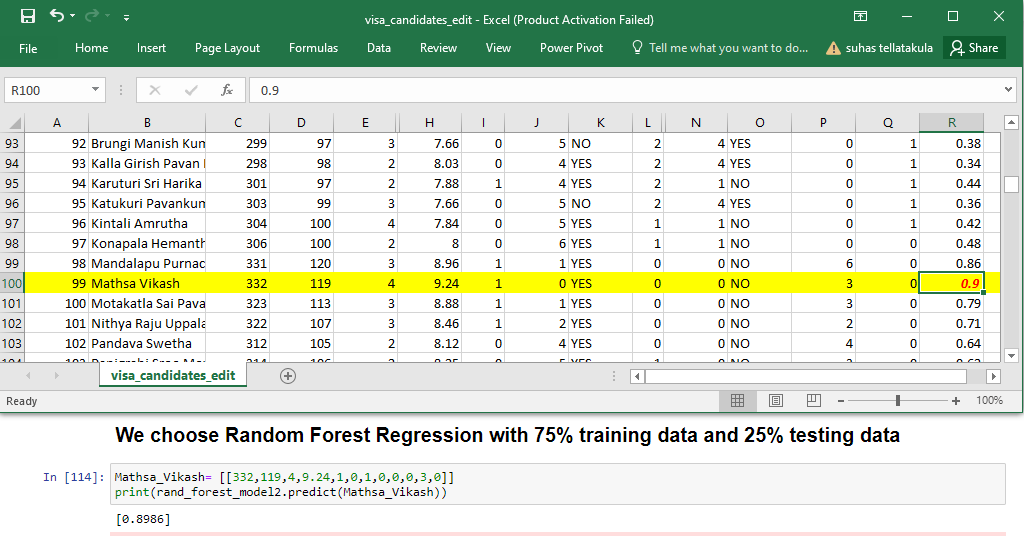 visa_candidates_edit - Excel (Product Activation Failed)
File Home Insert Page Layout Formulas Data Review View Power Pivot Tell me what you want to do... suhas tellatakula Share
R100 fx 0.9
A B C D E H I J K L N O P Q R
93 92 Brungi Manish Kum 299 97 3 7.66 0 5 NO 2 4 YES 0 1 0.38
94 93 Kalla Girish Pavan 298 98 2 8.03 0 4 YES 2 4 YES 0 1 0.34
95 94 Karuturi Sri Harika 301 97 2 7.88 1 4 YES 2 1 NO 0 1 0.44
96 95 Katukuri Pavankum 303 99 3 7.66 0 5 NO 2 4 YES 0 1 0.36
97 96 Kintali Amrutha 304 100 4 7.84 0 5 YES 1 1 NO 0 1 0.42
98 97 Konapala Hemanth 306 100 2 8 0 6 YES 1 1 NO 0 0 0.48
99 98 Mandalapu Purnac 331 120 3 8.96 1 1 YES 0 0 NO 6 0 0.86
100 99 Mathsa Vikash 332 119 4 9.24 1 0 YES 0 0 NO 3 0 0.9
101 100 Motakatla Sai Pava 323 113 3 8.88 1 1 YES 0 0 NO 3 0 0.79
102 101 Nithya Raju Uppala 322 107 3 8.46 1 2 YES 0 0 NO 2 0 0.71
103 102 Pandava Swetha 312 105 2 8.12 0 4 YES 0 0 NO 4 0 0.64
visa_candidates_edit
Ready 100%
We choose Random Forest Regression with 75% training data and 25% testing data
In [114]: Mathsa_Vikash= [[332,119,4,9.24,1,0,1,0,0,0,3,0]]
print(rand_forest_model2.predict(Mathsa_Vikash))
[0.8986]